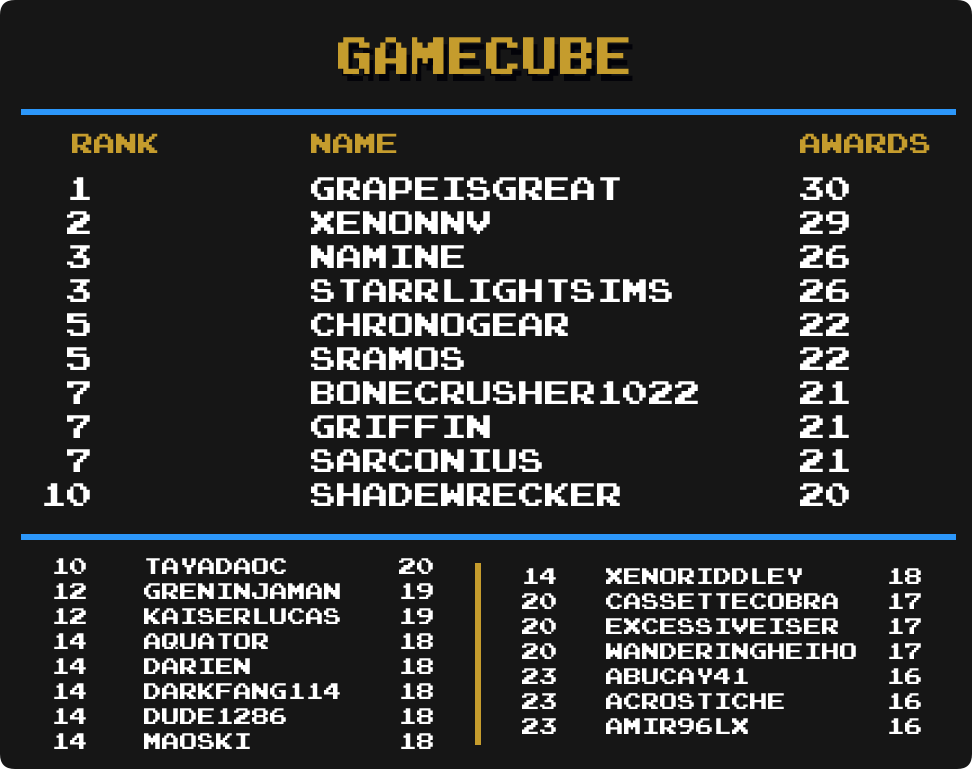 GAMECUBE
RANK NAME AWARDS
1 GRAPEISGREAT 30
2 XENONNV 29
3 NAMINE 26
3 STARRLIGHTSIMS 26
5 CHRONOGEAR 22
5 SRAMOS 22
7 BONECRUSHER1022 21
7 GRIFFIN 21
7 SARCONIUS 21
10 SHADEWRECKER 20
10 TAYADAOC 20
12 GRENINJAMAN 19
12 KAISERLUCAS 19
14 AQUATOR 18
14 DARIEN 18
14 DARKFANG114 18
14 DUDE1286 18
14 MAOSKI 18
14 XENORIDDLEY 18
20 CASSETTECOBRA 17
20 EXCESSIVEISER 17
20 WANDERINGHEIHO 17
23 ABUCAY41 16
23 ACROSTICHE 16
23 AMIR96LX 16